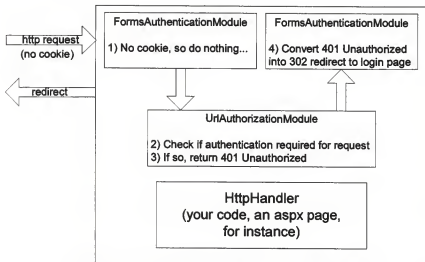 FormsAuthenticationModule
1) No cookie, so do nothing...
FormsAuthenticationModule
4) Convert 401 Unauthorized
into 302 redirect to login page
http request
(no cookie)
redirect
UrlAuthorizationModule
2) Check if authentication required for request
3) If so, return 401 Unauthorized
HttpHandler
(your code, an aspx page,
for instance)